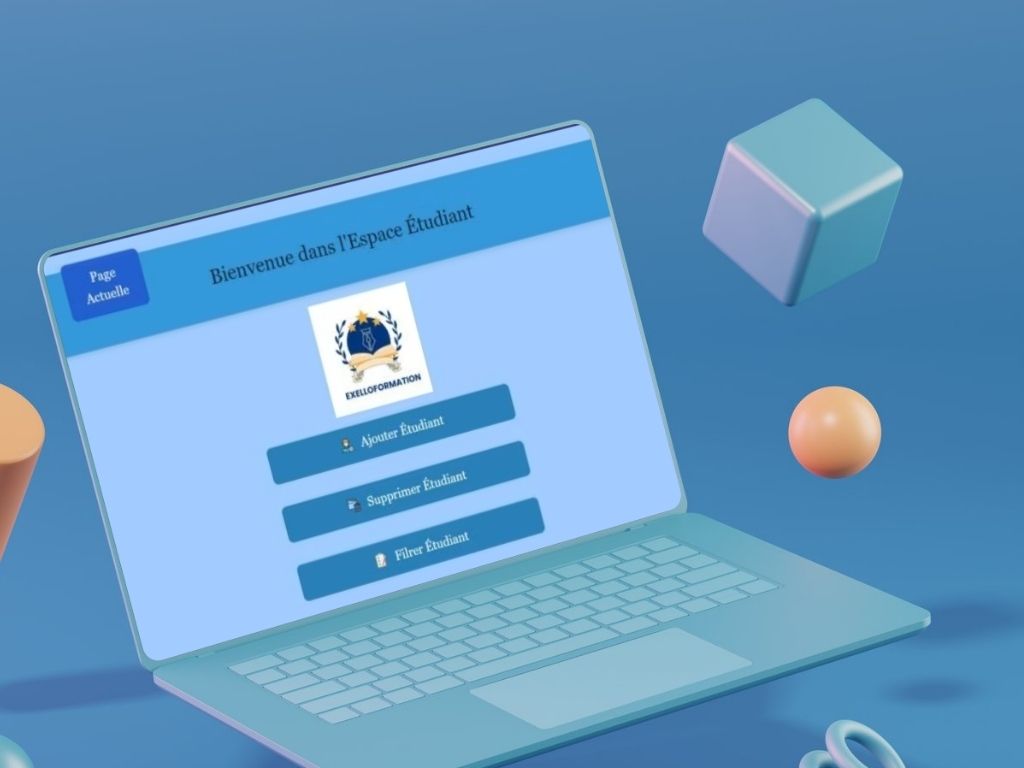 Page
Actuelle
Bienvenue dans l'Espace Étudiant
EXELLOFORMATION
Ajouter Étudiant
Supprimer Étudiant
Filrer Étudiant